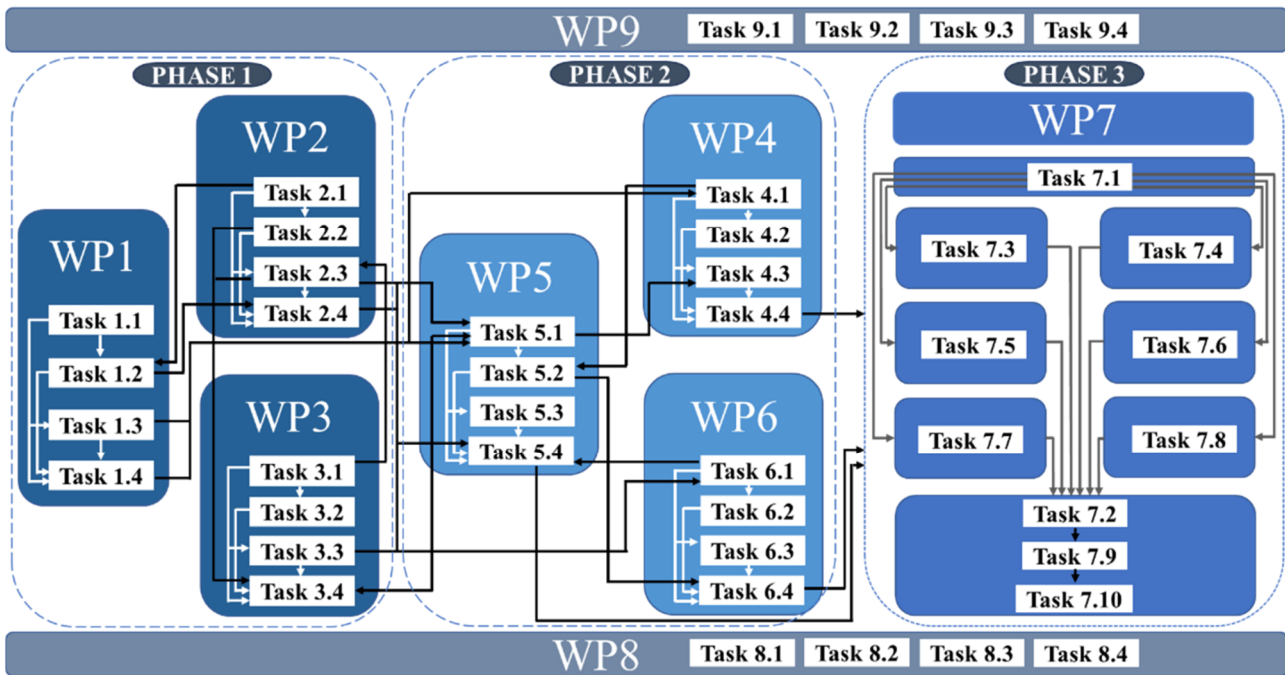 WP9 Task 9.1 Task 9.2 Task 9.3 Task 9.4
PHASE 1
WP2
Task 2.1
Task 2.2
Task 2.3
Task 2.4
WP1
Task 1.1
Task 1.2
Task 1.3
Task 1.4
WP3
Task 3.1
Task 3.2
Task 3.3
Task 3.4
PHASE 2
WP4
Task 4.1
Task 4.2
Task 4.3
Task 4.4
WP5
Task 5.1
Task 5.2
Task 5.3
Task 5.4
WP6
Task 6.1
Task 6.2
Task 6.3
Task 6.4
PHASE 3
WP7
Task 7.1
Task 7.3
Task 7.4
Task 7.5
Task 7.6
Task 7.7
Task 7.8
Task 7.2
Task 7.9
Task 7.10
WP8 Task 8.1 Task 8.2 Task 8.3 Task 8.4